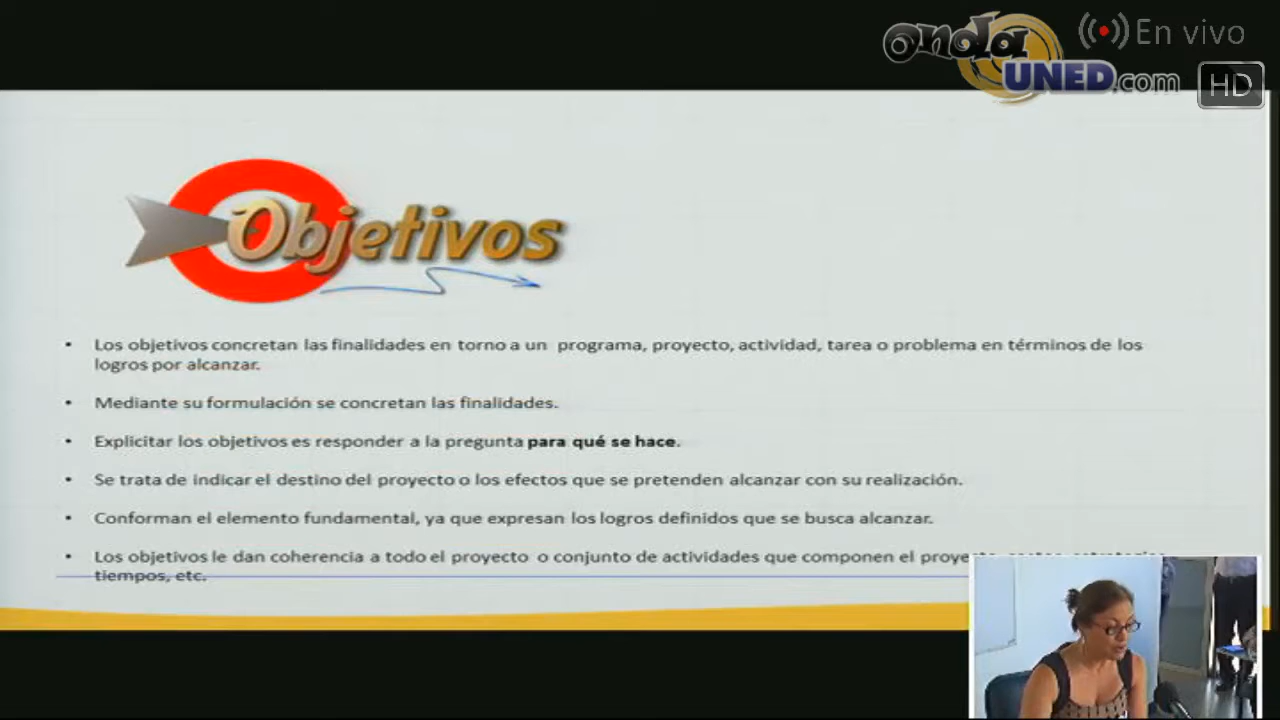 onda
UNED.com
En vivo
HD
Objetivos
• Los objetivos concretan las finalidades en torno a un programa, proyecto, actividad, tarea o problema en términos de los
logros por alcanzar.
• Mediante su formulación se concretan las finalidades.
• Explicitar los objetivos es responder a la pregunta para qué se hace.
• Se trata de indicar el destino del proyecto o los efectos que se pretenden alcanzar con su realización.
• Conforman el elemento fundamental, ya que expresan los logros definidos que se busca alcanzar.
• Los objetivos le dan coherencia a todo el proyecto o conjunto de actividades que componen el
tiempos, etc.